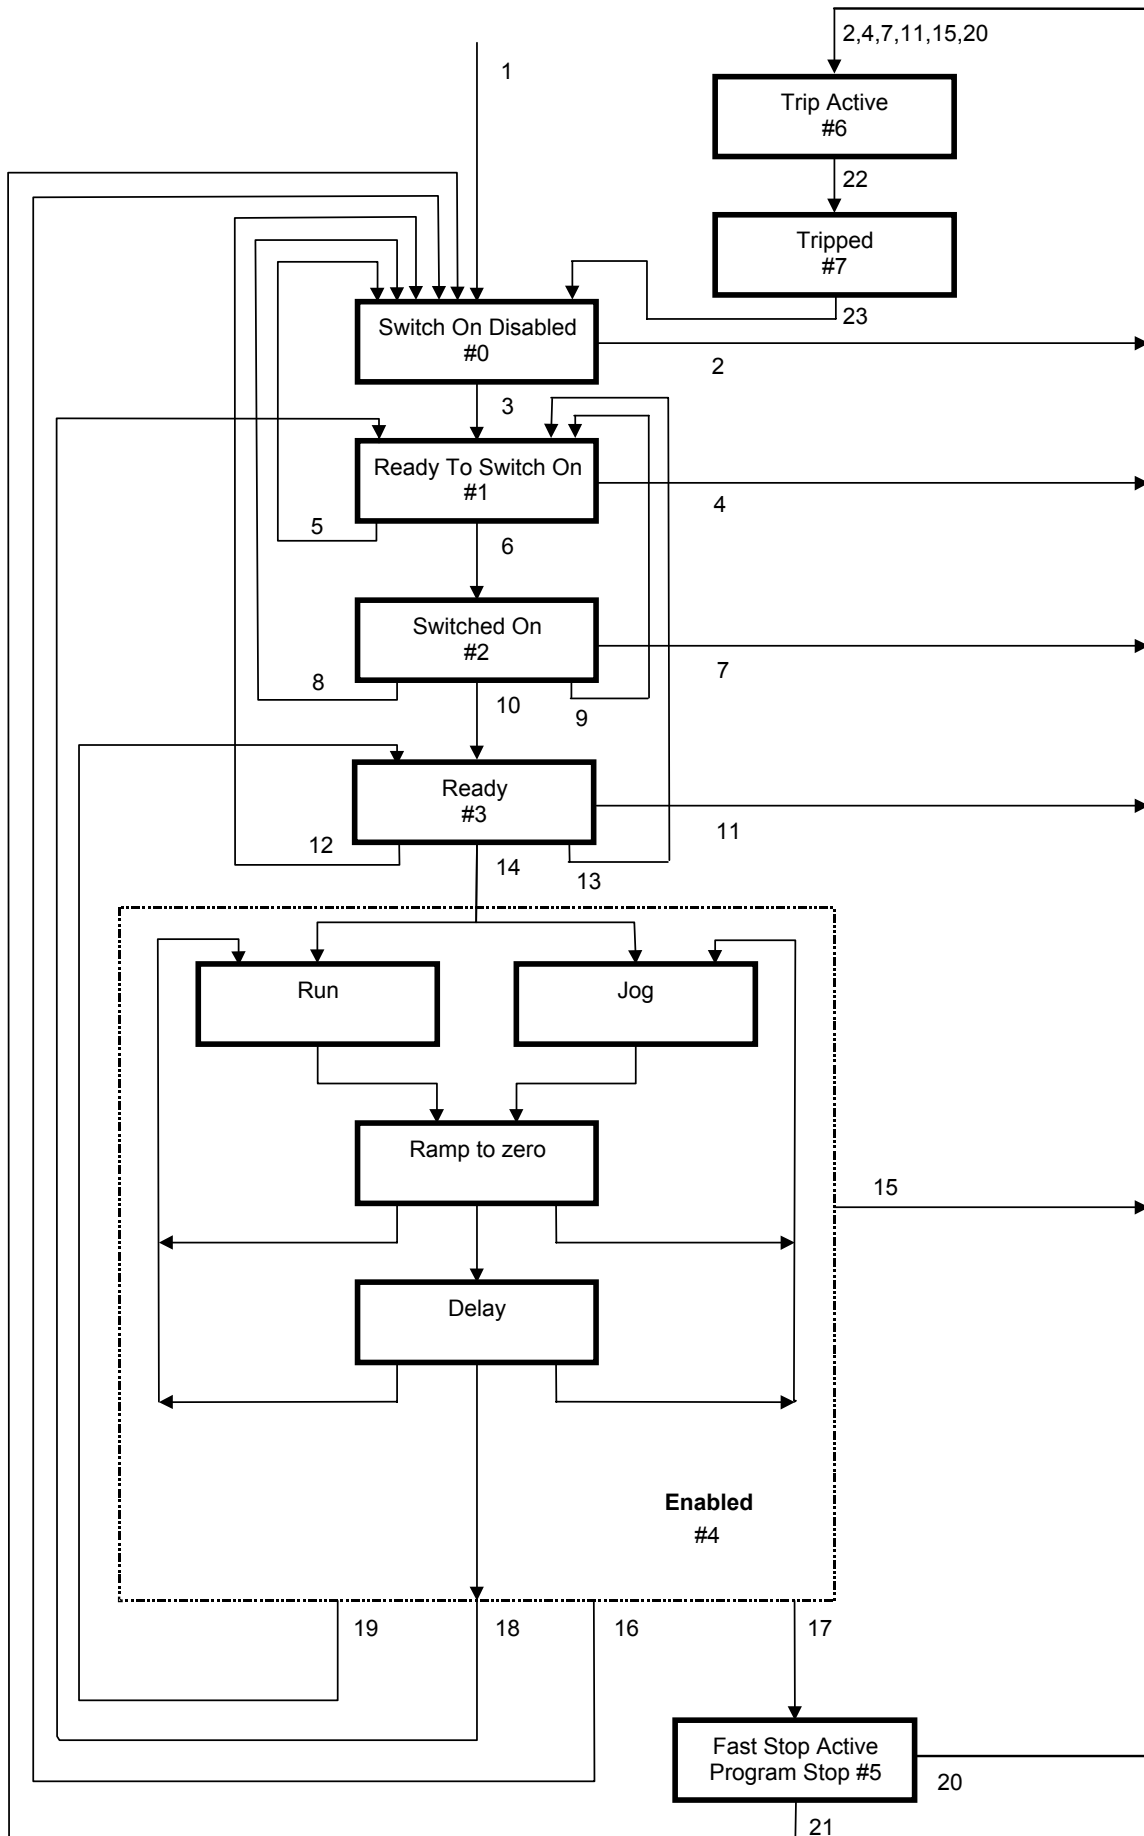 2,4,7,11,15,20
1
Trip Active
#6
22
Tripped
#7
23
Switch On Disabled
#0
2
3
Ready To Switch On
#1
4
5
6
Switched On
#2
7
8
10
9
Ready
#3
11
12
14
13
Run
Jog
Ramp to zero
15
Delay
Enabled
#4
19
18
16
17
Fast Stop Active
Program Stop #5
20
21